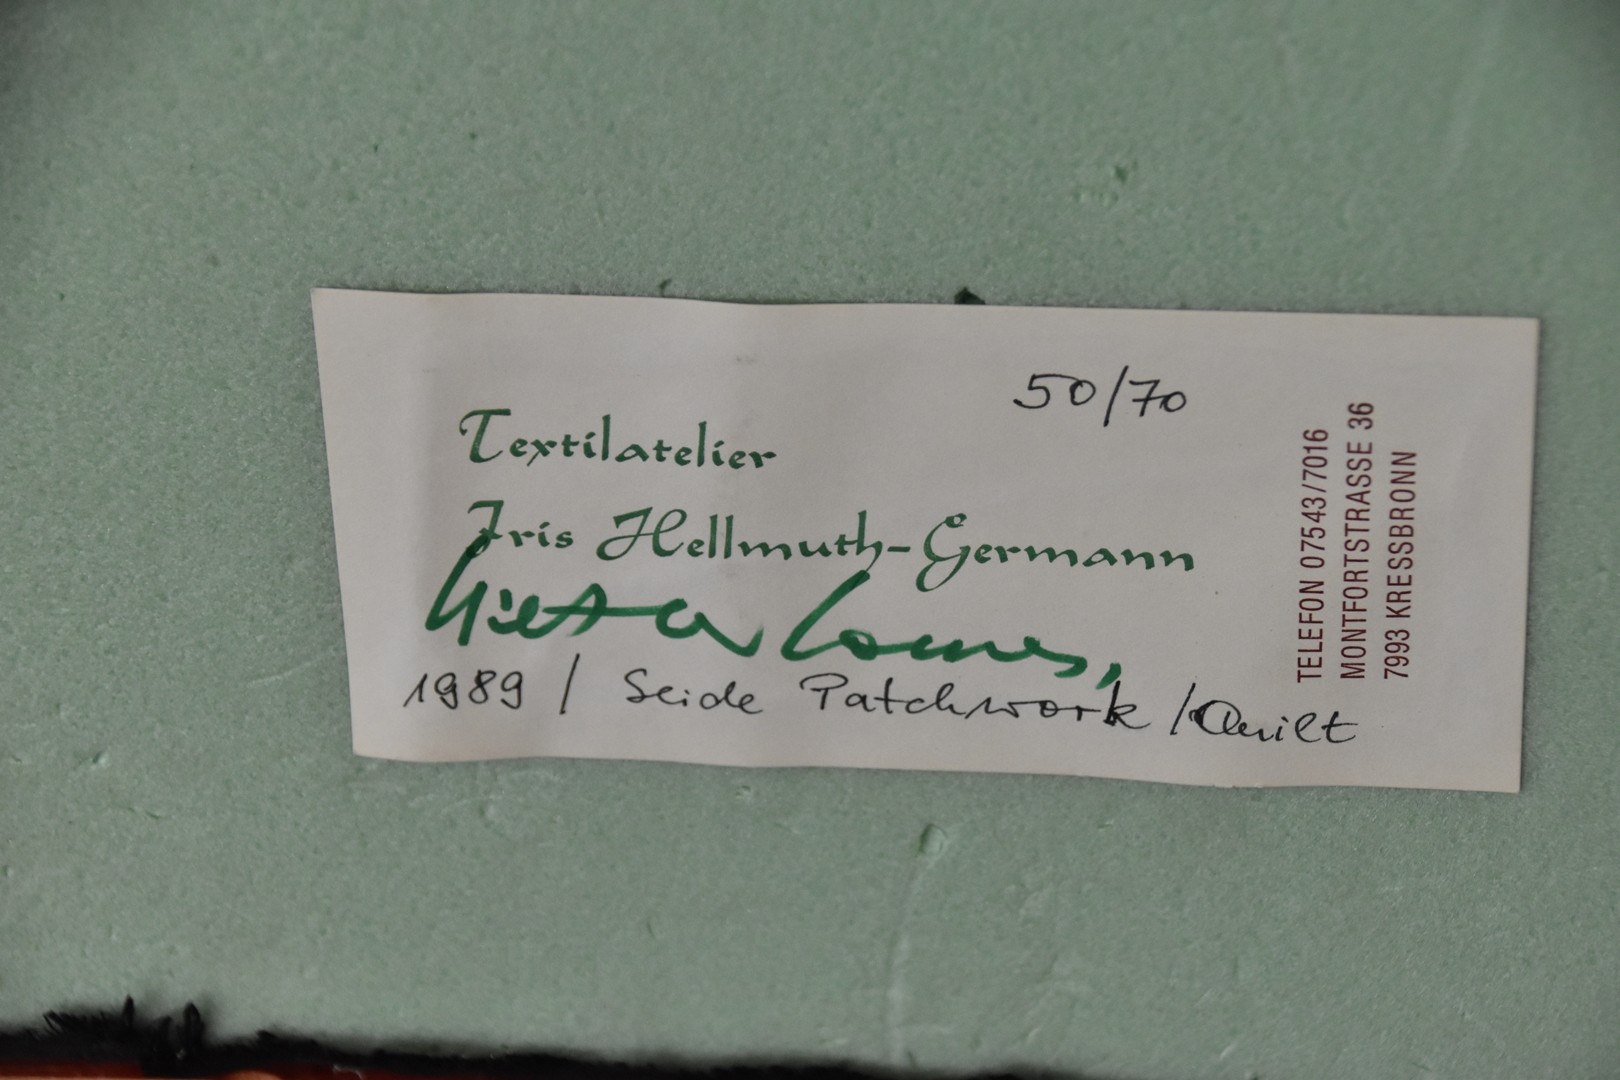 50/70
Textilatelier
Iris Hellmuth-Germann
1989 / Seide Patchwork / Quilt
TELEFON 07543/7016
MONTFORTSTRASSE 36
7993 KRESSBRONN